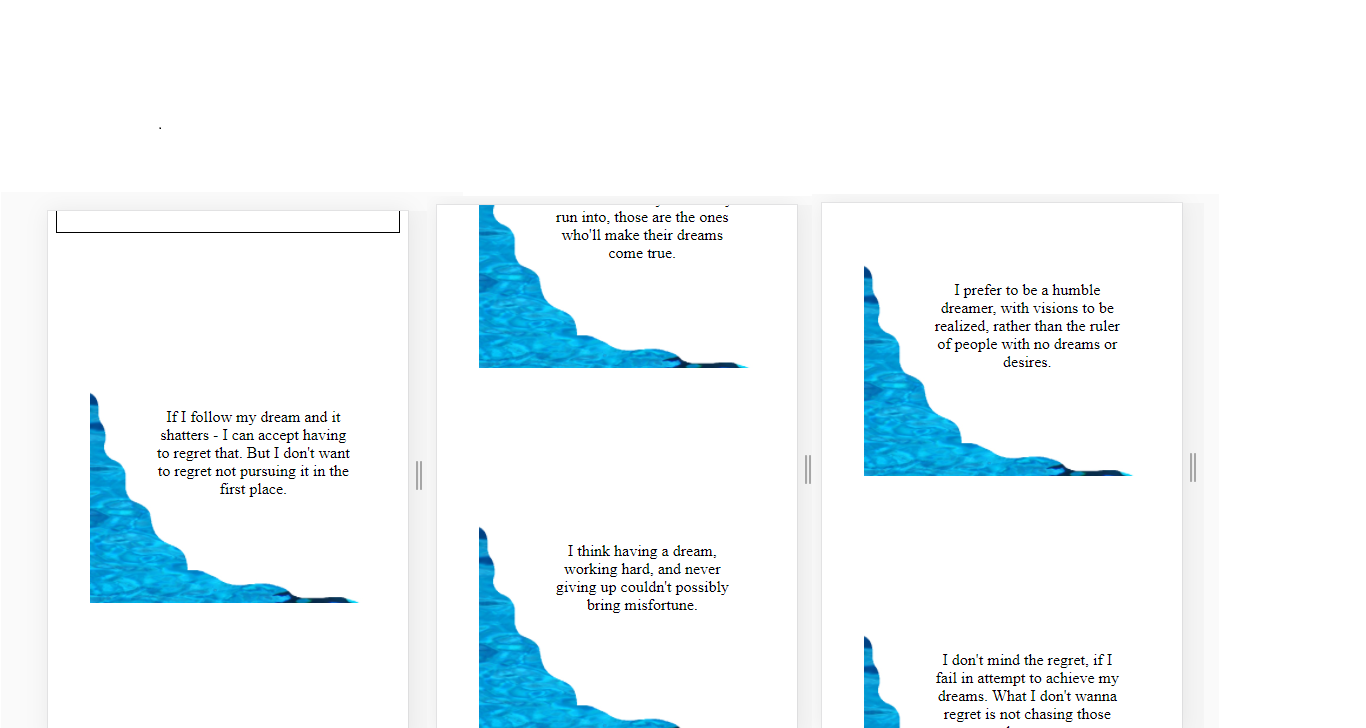 .
If I follow my dream and it
shatters - I can accept having
to regret that. But I don't want
to regret not pursuing it in the
first place.
run into, those are the ones
who'll make their dreams
come true.
I think having a dream,
working hard, and never
giving up couldn't possibly
bring misfortune.
I prefer to be a humble
dreamer, with visions to be
realized, rather than the ruler
of people with no dreams or
desires.
I don't mind the regret, if I
fail in attempt to achieve my
dreams. What I don't wanna
regret is not chasing those